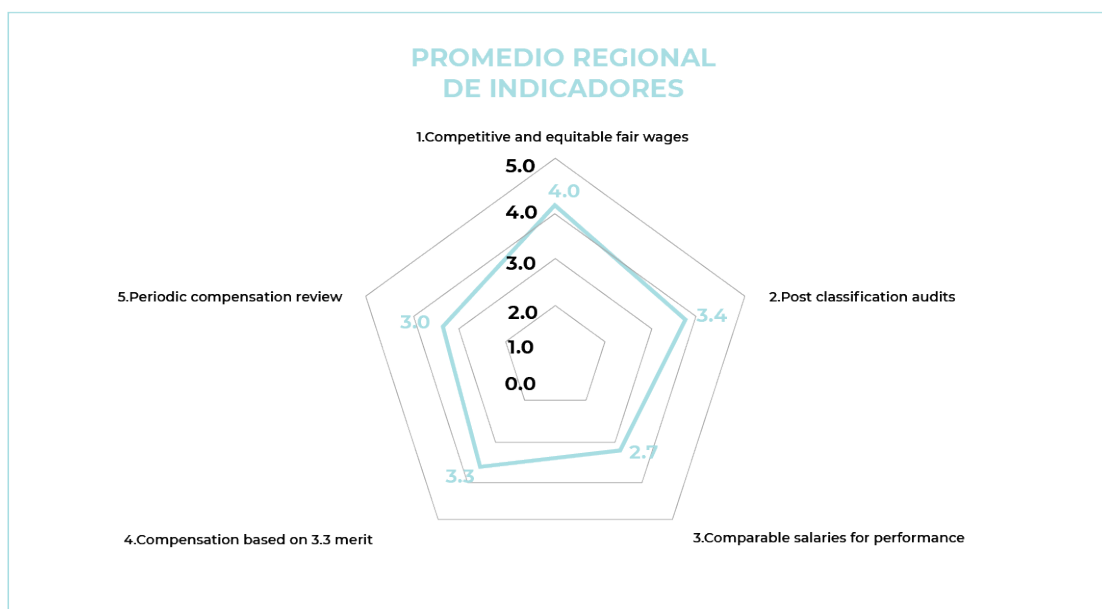 PROMEDIO REGIONAL
DE INDICADORES
1.Competitive and equitable fair wages
5.0
4.0
4.0
3.0
2.0
1.0
0.0
5.Periodic compensation review
3.0
2.Post classification audits
3.4
2.7
3.3
4.Compensation based on 3.3 merit
3.Comparable salaries for performance